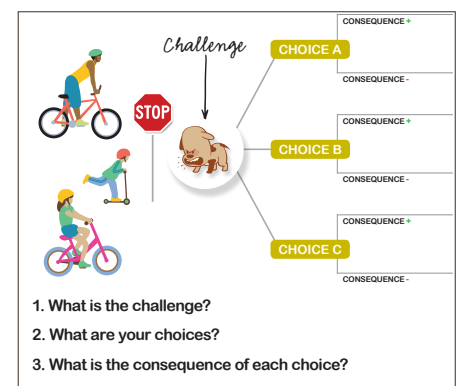 Challenge
STOP
CHOICE A
CONSEQUENCE+
CONSEQUENCE-
CHOICE B
CONSEQUENCE+
CONSEQUENCE-
CHOICE C
CONSEQUENCE+
CONSEQUENCE-
1. What is the challenge?
2. What are your choices?
3. What is the consequence of each choice?